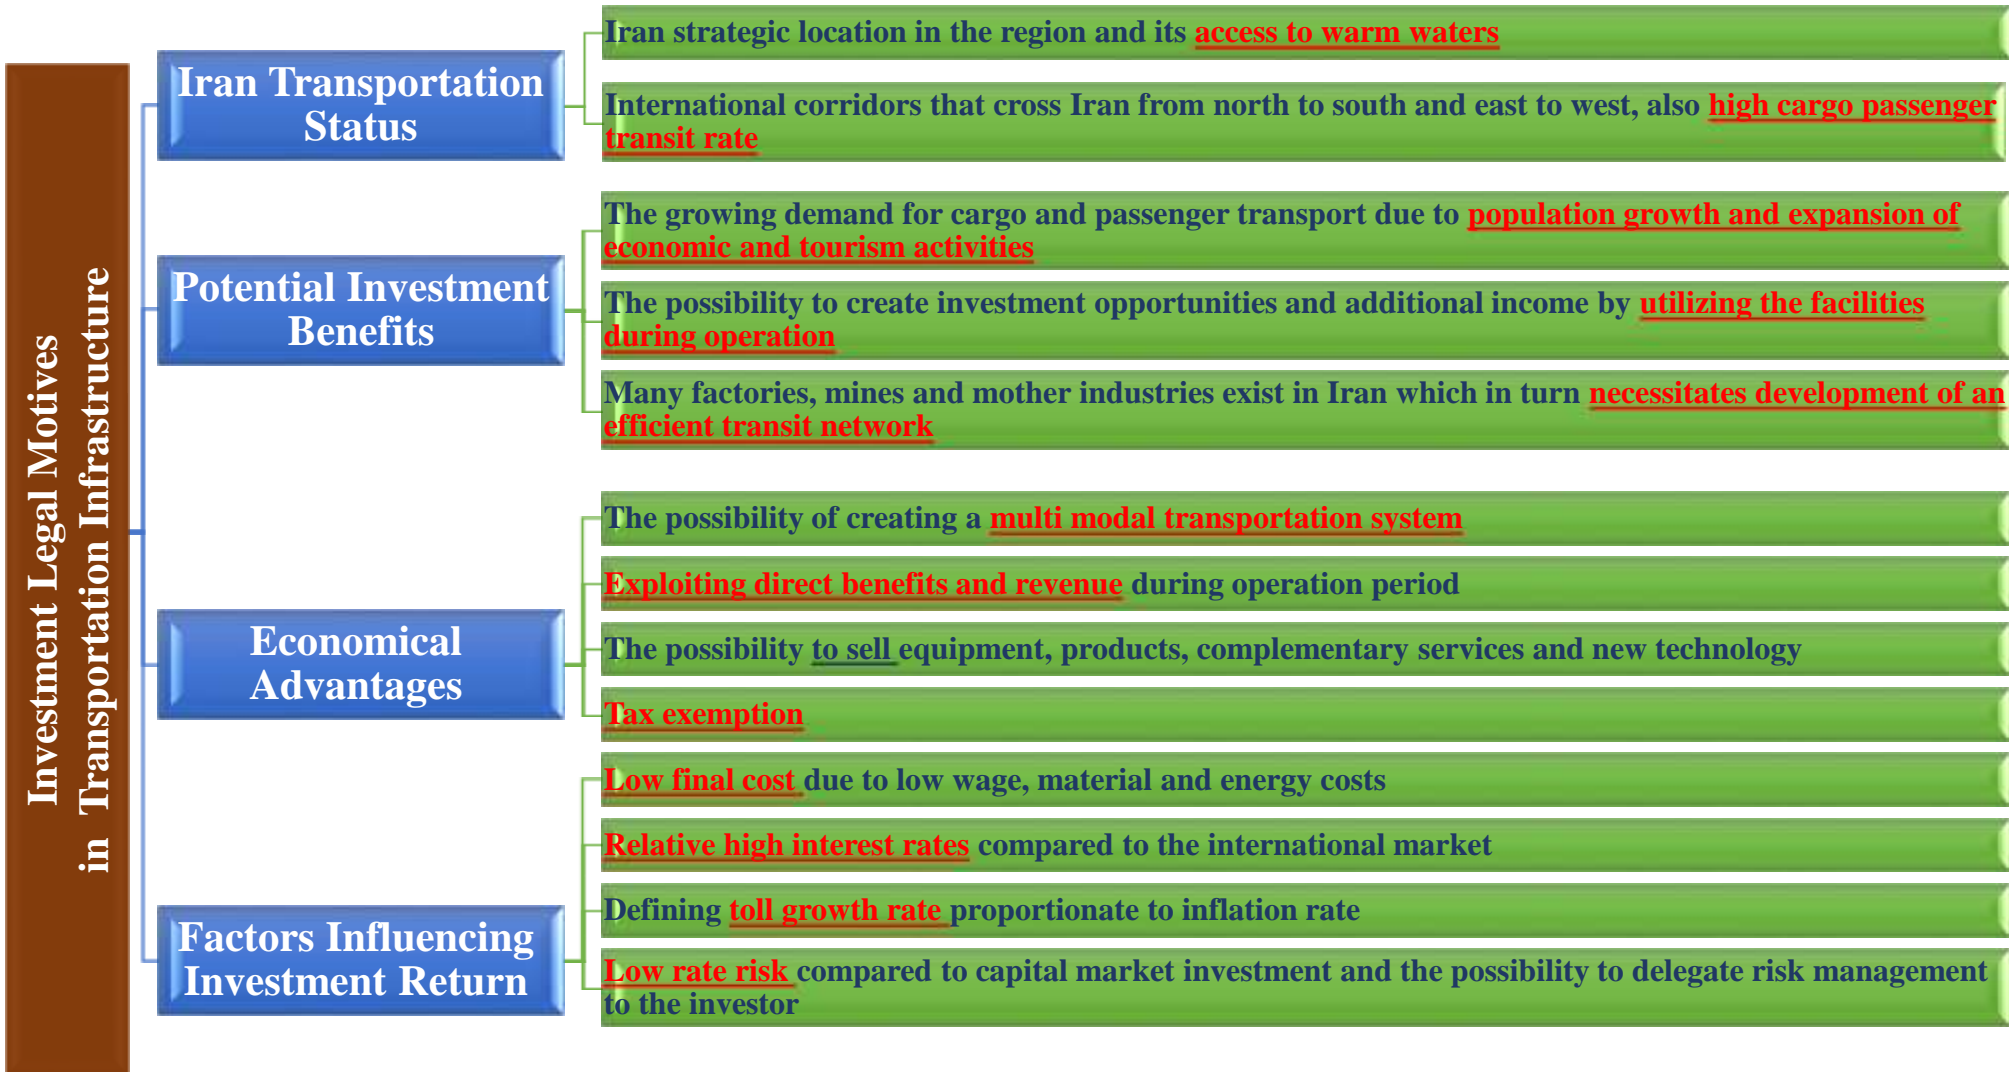 Investment Legal Motives
in Transportation Infrastructure
Iran Transportation
Status
Iran strategic location in the region and its access to warm waters
International corridors that cross Iran from north to south and east to west, also high cargo passenger
transit rate
Potential Investment
Benefits
The growing demand for cargo and passenger transport due to population growth and expansion of
economic and tourism activities
The possibility to create investment opportunities and additional income by utilizing the facilities
during operation
Many factories, mines and mother industries exist in Iran which in turn necessitates development of an
efficient transit network
Economical
Advantages
The possibility of creating a multi modal transportation system
Exploiting direct benefits and revenue during operation period
The possibility to sell equipment, products, complementary services and new technology
Tax exemption
Factors Influencing
Investment Return
Low final cost due to low wage, material and energy costs
Relative high interest rates compared to the international market
Defining toll growth rate proportionate to inflation rate
Low rate risk compared to capital market investment and the possibility to delegate risk management
to the investor